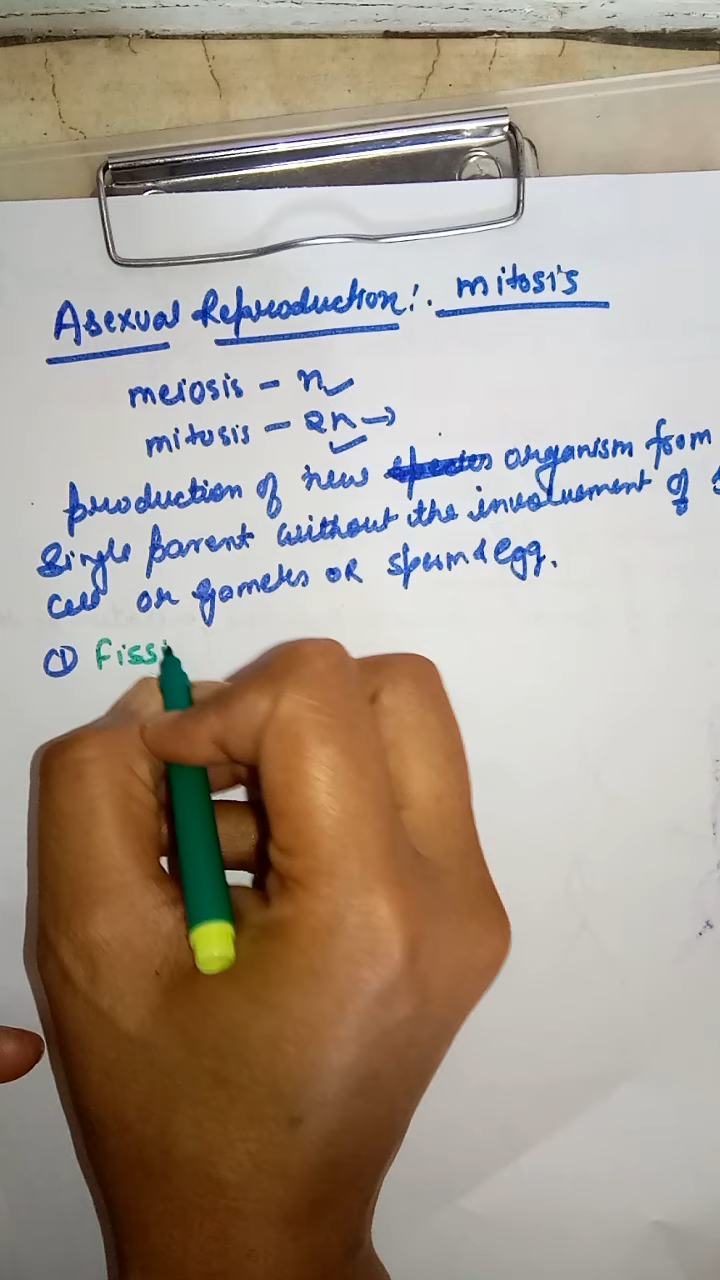 Asexual Reproduction:. mitosis
meiosis - n
mitosis - 2n →
production of new organism from
Single parent without the involvement of
cell or gametes or sperm & egg.
① Fissi